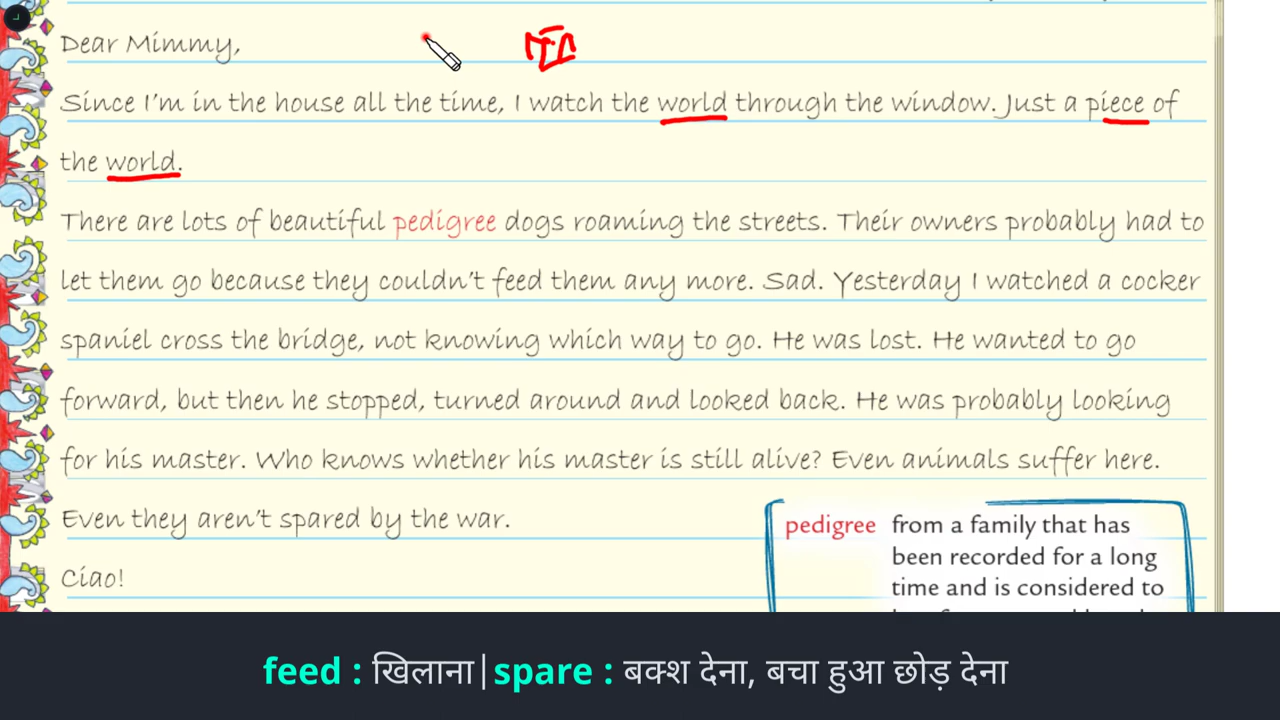 Dear Mimmy,
Since I'm in the house all the time, I watch the world through the window. Just a piece of
the world.
There are lots of beautiful pedigree dogs roaming the streets. Their owners probably had to
let them go because they couldn't feed them any more. Sad. Yesterday I watched a cocker
spaniel cross the bridge, not knowing which way to go. He was lost. He wanted to go
forward, but then he stopped, turned around and looked back. He was probably looking
for his master. Who knows whether his master is still alive? Even animals suffer here.
Even they aren't spared by the war.
Ciao!
pedigree from a family that has
been recorded for a long
time and is considered to
feed : खिलाना|spare : बक्श देना, बचा हुआ छोड़ देना